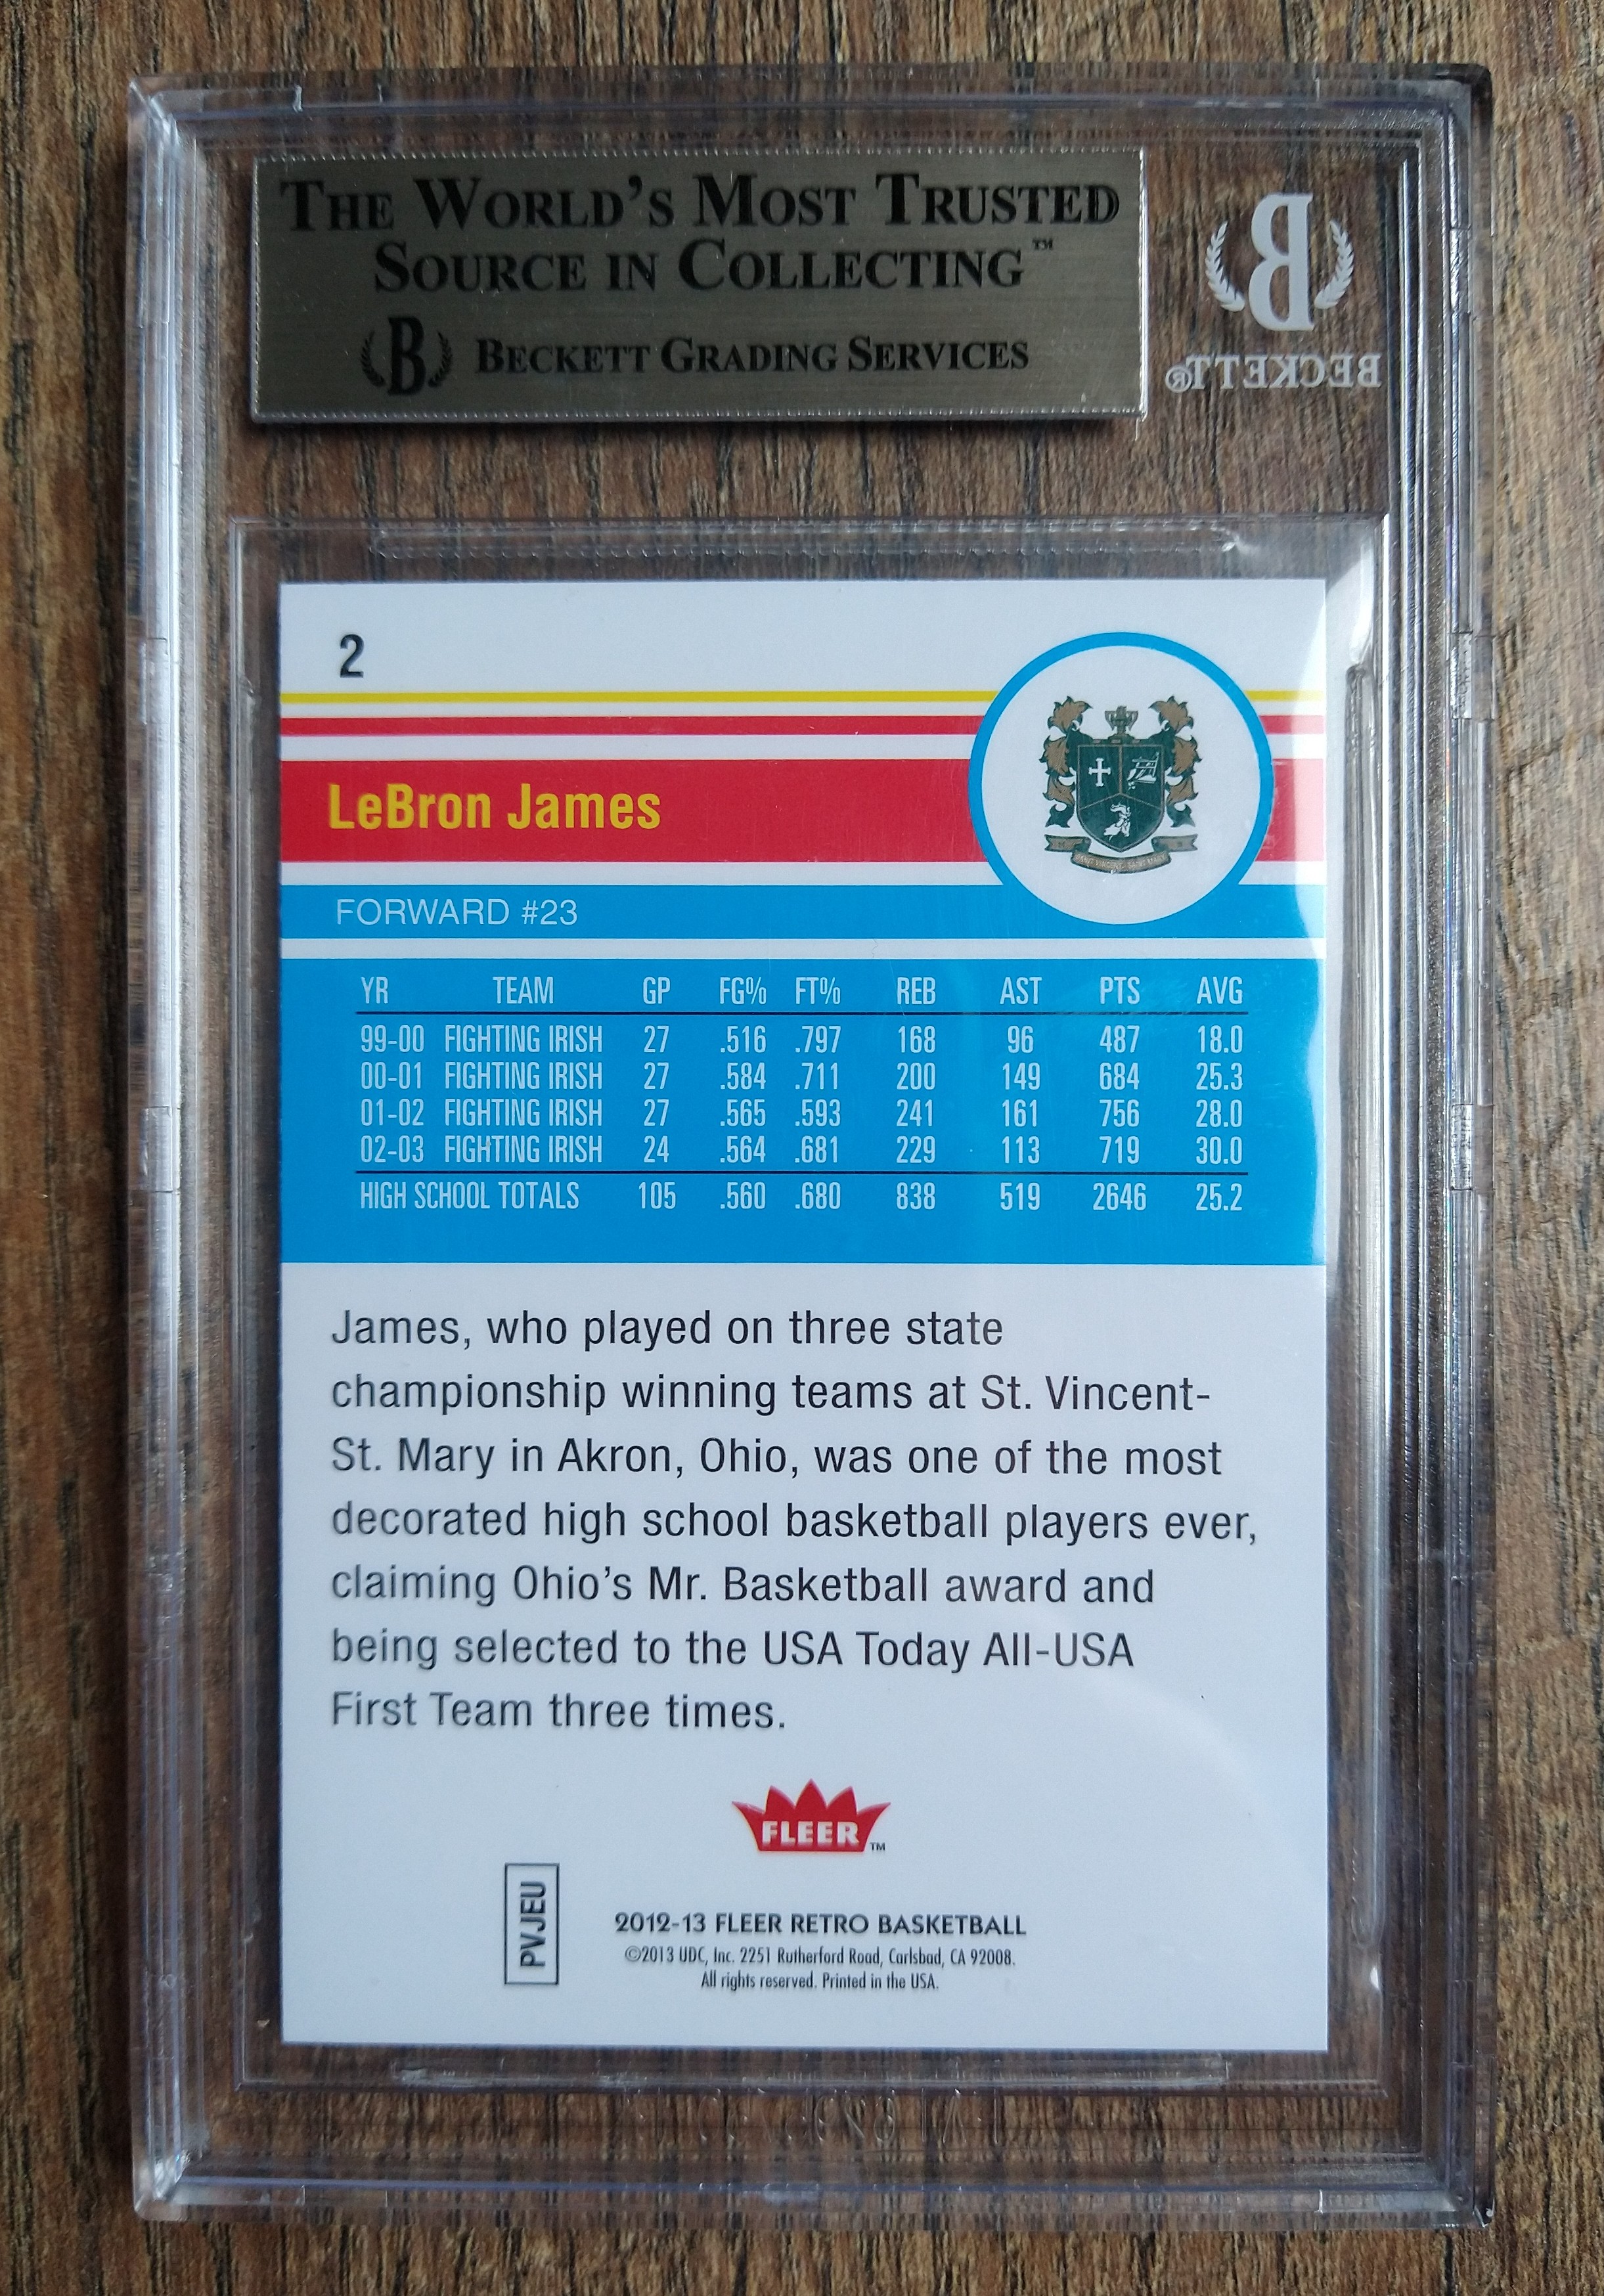 THE WORLD'S MOST TRUSTED
SOURCE IN COLLECTING™
B BECKETT GRADING SERVICES
B
BECKETT®
2
LeBron James
FORWARD #23
YR TEAM GP FG% FT% REB AST PTS AVG
99-00 FIGHTING IRISH 27 .516 .797 168 96 487 18.0
00-01 FIGHTING IRISH 27 .584 .711 200 149 684 25.3
01-02 FIGHTING IRISH 27 .565 .593 241 161 756 28.0
02-03 FIGHTING IRISH 24 .564 .681 229 113 719 30.0
HIGH SCHOOL TOTALS 105 .560 .680 838 519 2646 25.2
James, who played on three state
championship winning teams at St. Vincent-
St. Mary in Akron, Ohio, was one of the most
decorated high school basketball players ever,
claiming Ohio's Mr. Basketball award and
being selected to the USA Today All-USA
First Team three times.
FLEER™
PVJEU
2012-13 FLEER RETRO BASKETBALL
©2013 UDC, Inc. 2251 Rutherford Road, Carlsbad, CA 92008.
All rights reserved. Printed in the USA.